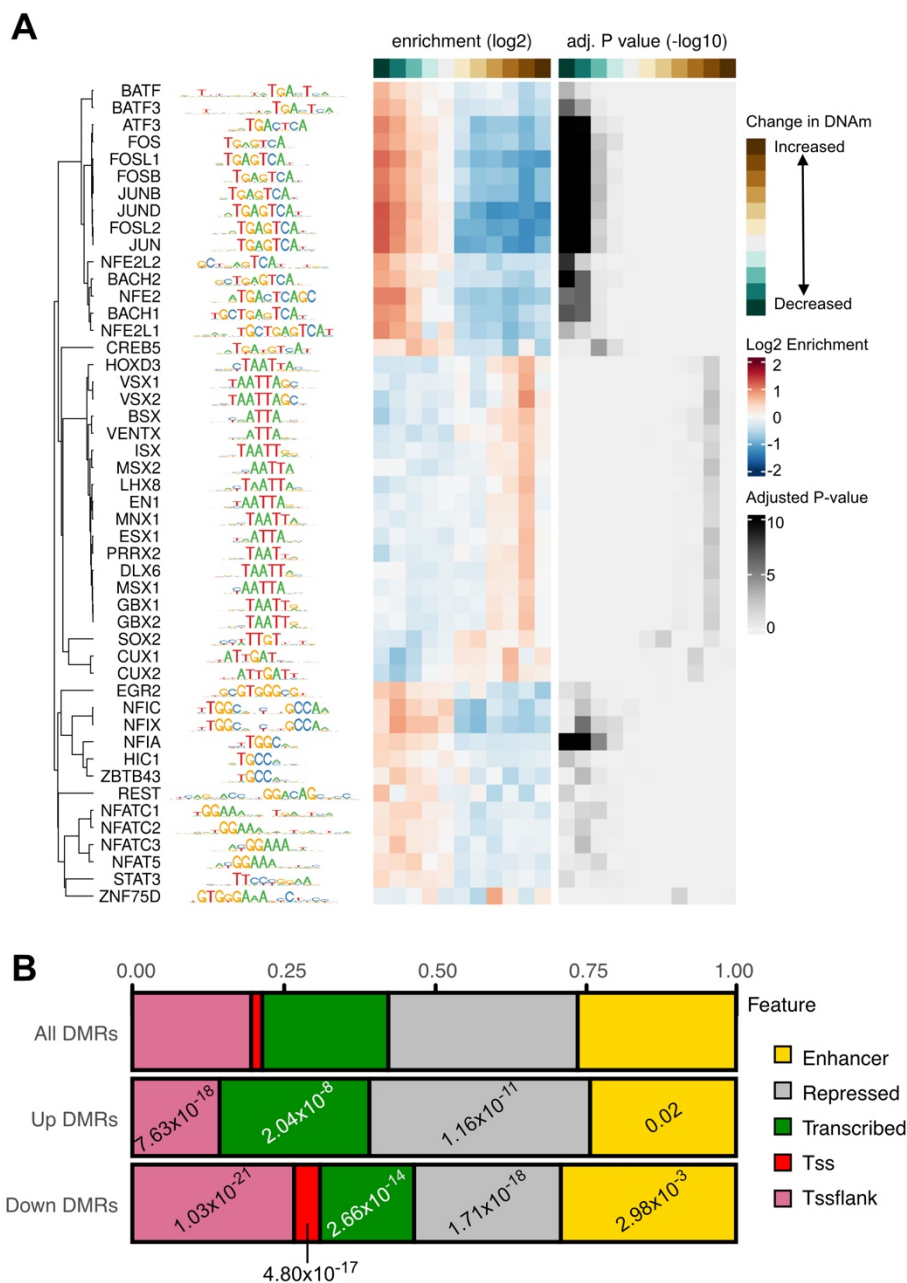 A
enrichment (log2) adj. P value (-log10)
BATF
BATF3
ATF3
FOS
FOSL1
FOSB
JUNB
JUND
FOSL2
JUN
NFE2L2
BACH2
NFE2
BACH1
NFE2L1
CREB5
HOXD3
VSX1
VSX2
BSX
VENTX
ISX
MSX2
LHX8
EN1
MNX1
ESX1
PRRX2
DLX6
MSX1
GBX1
GBX2
SOX2
CUX1
CUX2
EGR2
NFIC
NFIX
NFIA
HIC1
ZBTB43
REST
NFATC1
NFATC2
NFATC3
NFAT5
STAT3
ZNF75D
Change in DNAm
Increased
Decreased
Log2 Enrichment
2
1
0
-1
-2
Adjusted P-value
10
5
0
B
0.00 0.25 0.50 0.75 1.00
All DMRs
Up DMRs 7.63x10-18 2.04x10-8 1.16x10-11 0.02
Down DMRs 1.03x10-21 2.66x10-14 1.71x10-18 2.98x10-3
4.80x10-17
Feature
Enhancer
Repressed
Transcribed
Tss
Tssflank